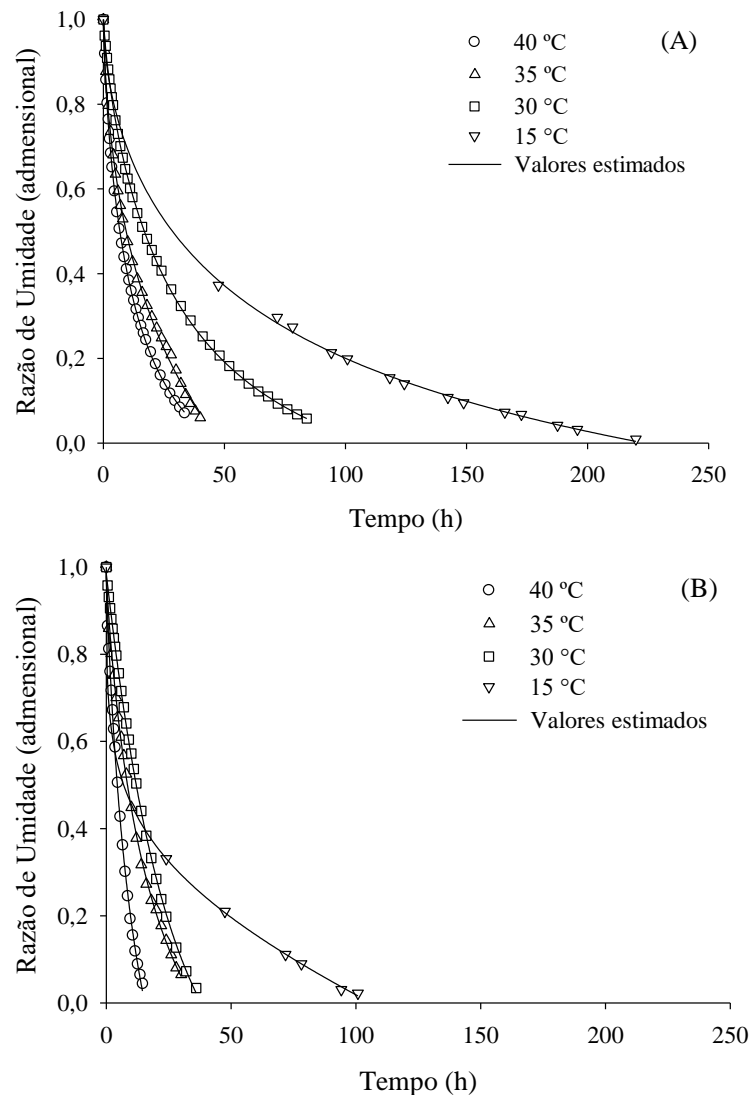 1,0
0,8
0,6
0,4
0,2
0,0
Razão de Umidade (admensional)
40 ºC
35 ºC
30 °C
15 °C
Valores estimados
(A)
0 50 100 150 200 250
Tempo (h)
1,0
0,8
0,6
0,4
0,2
0,0
Razão de Umidade (admensional)
40 ºC
35 ºC
30 °C
15 °C
Valores estimados
(B)
0 50 100 150 200 250
Tempo (h)